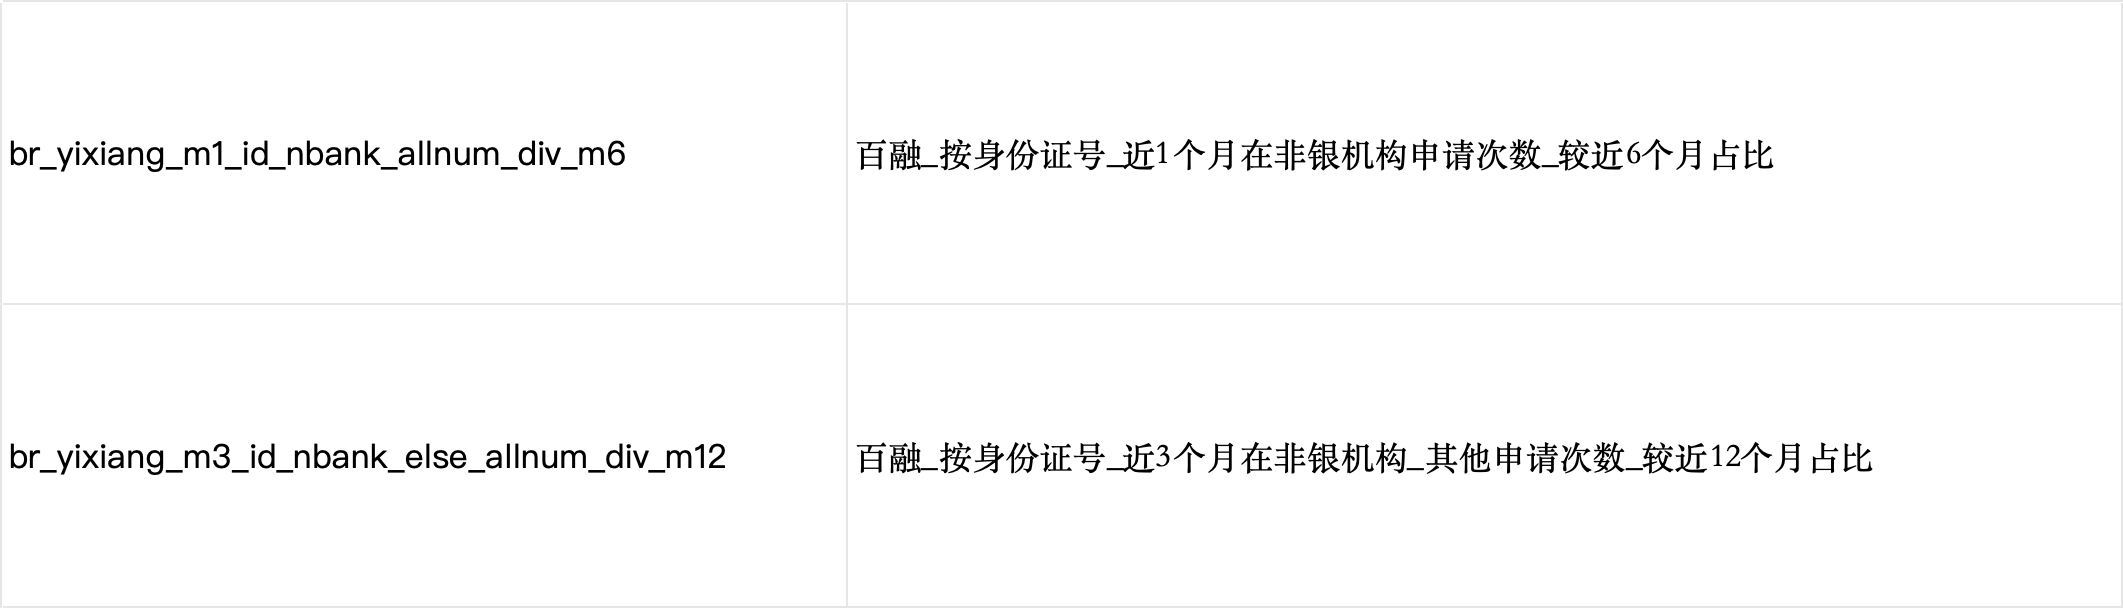 br_yixiang_m1_id_nbank_allnum_div_m6
百融_按身份证号_近1个月在非银机构申请次数_较近6个月占比
br_yixiang_m3_id_nbank_else_allnum_div_m12
百融_按身份证号_近3个月在非银机构_其他申请次数_较近12个月占比